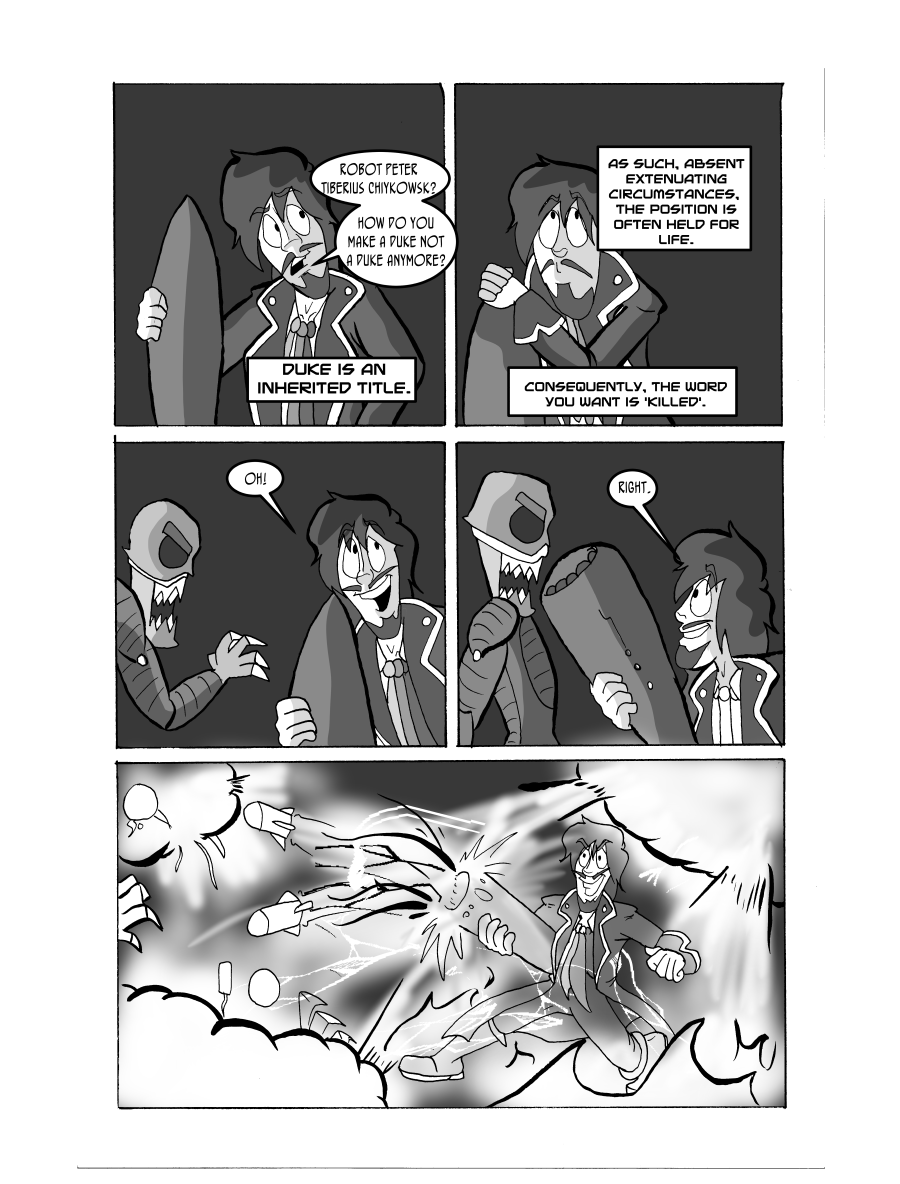 ROBOT PETER
TIBERIUS CHIYKOWSK?
HOW DO YOU
MAKE A DUKE NOT
A DUKE ANYMORE?
DUKE IS AN
INHERITED TITLE.
AS SUCH, ABSENT
EXTENUATING
CIRCUMSTANCES,
THE POSITION IS
OFTEN HELD FOR
LIFE.
CONSEQUENTLY, THE WORD
YOU WANT IS 'KILLED'.
OH!
RIGHT.